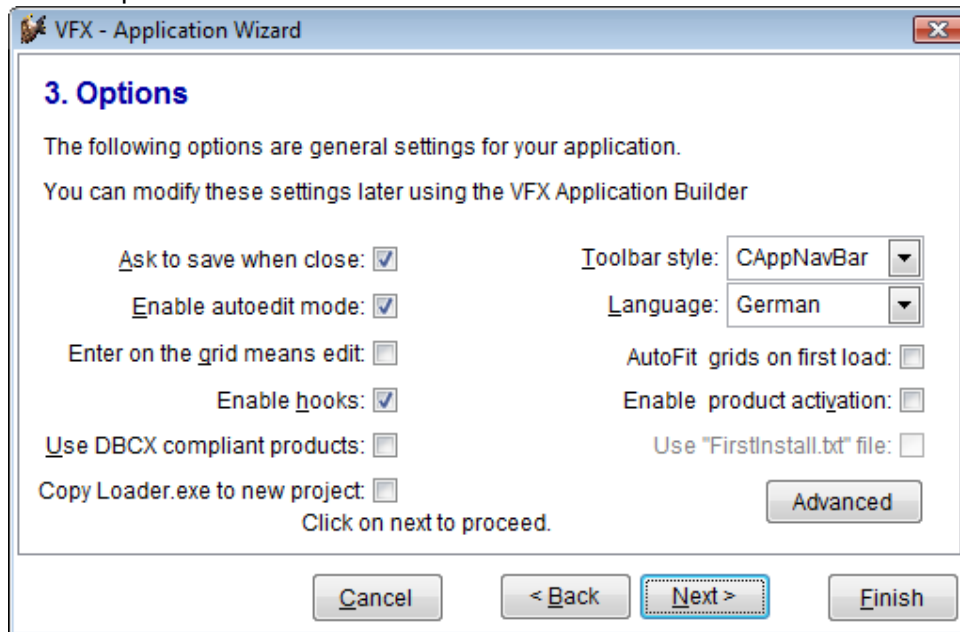 VFX - Application Wizard
3. Options
The following options are general settings for your application.
You can modify these settings later using the VFX Application Builder
Ask to save when close:
Toolbar style: CAppNavBar
Enable autoedit mode:
Language: German
Enter on the grid means edit:
AutoFit grids on first load:
Enable hooks:
Enable product activation:
Use DBCX compliant products:
Use "FirstInstall.txt" file:
Copy Loader.exe to new project:
Advanced
Click on next to proceed.
Cancel
< Back
Next >
Finish